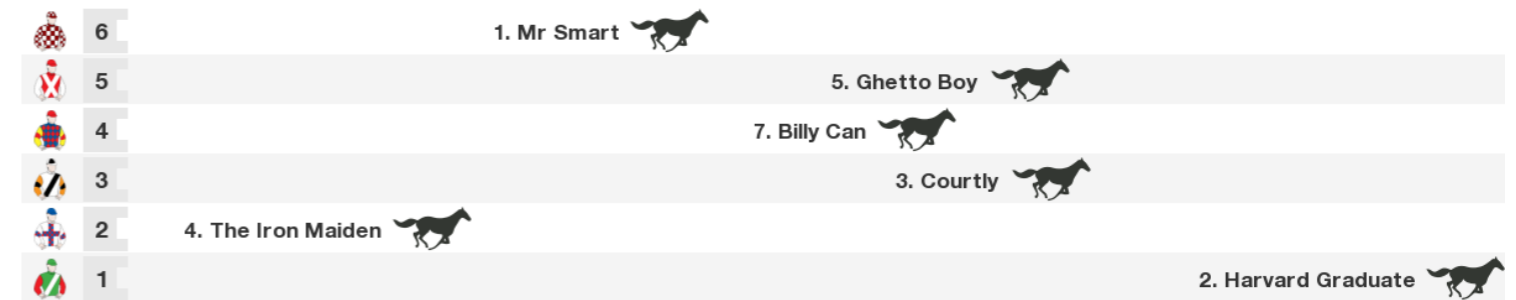 6 1. Mr Smart
5 5. Ghetto Boy
4 7. Billy Can
3 3. Courtly
2 4. The Iron Maiden
1 2. Harvard Graduate